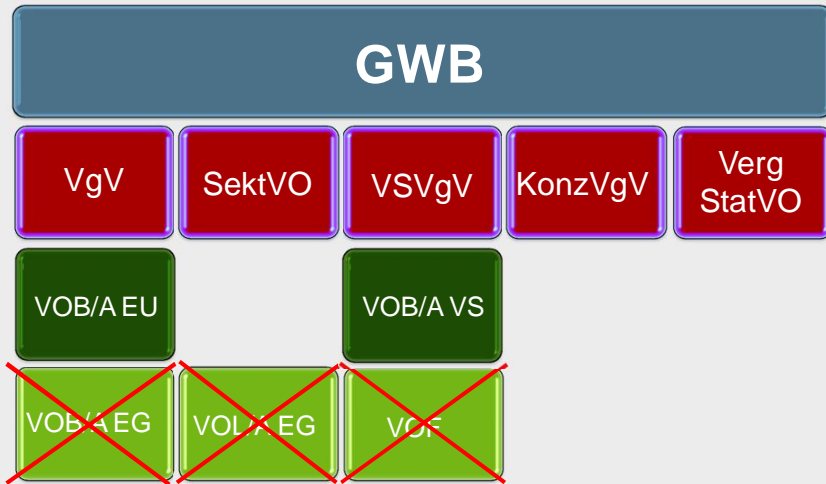 GWB
VgV
SektVO
VSVgV
KonzVgV
Verg
StatVO
VOB/A EU
VOB/A VS
VOB/A EG
VOL/A EG
VOF